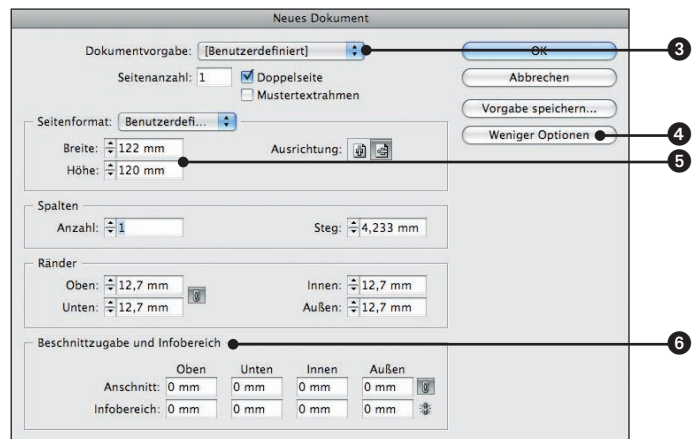 Neues Dokument
Dokumentvorgabe: [Benutzerdefiniert] OK 3
Seitenanzahl: 1 Doppelseite Abbrechen
Mustertextrahmen
Vorgabe speichern...
Seitenformat: Benutzerdefi... Weniger Optionen 4
Breite: 122 mm Ausrichtung: 5
Höhe: 120 mm
Spalten
Anzahl: 1 Steg: 4,233 mm
Ränder
Oben: 12,7 mm Innen: 12,7 mm
Unten: 12,7 mm Außen: 12,7 mm
Beschnittzugabe und Infobereich 6
Oben Unten Innen Außen
Anschnitt: 0 mm 0 mm 0 mm 0 mm
Infobereich: 0 mm 0 mm 0 mm 0 mm